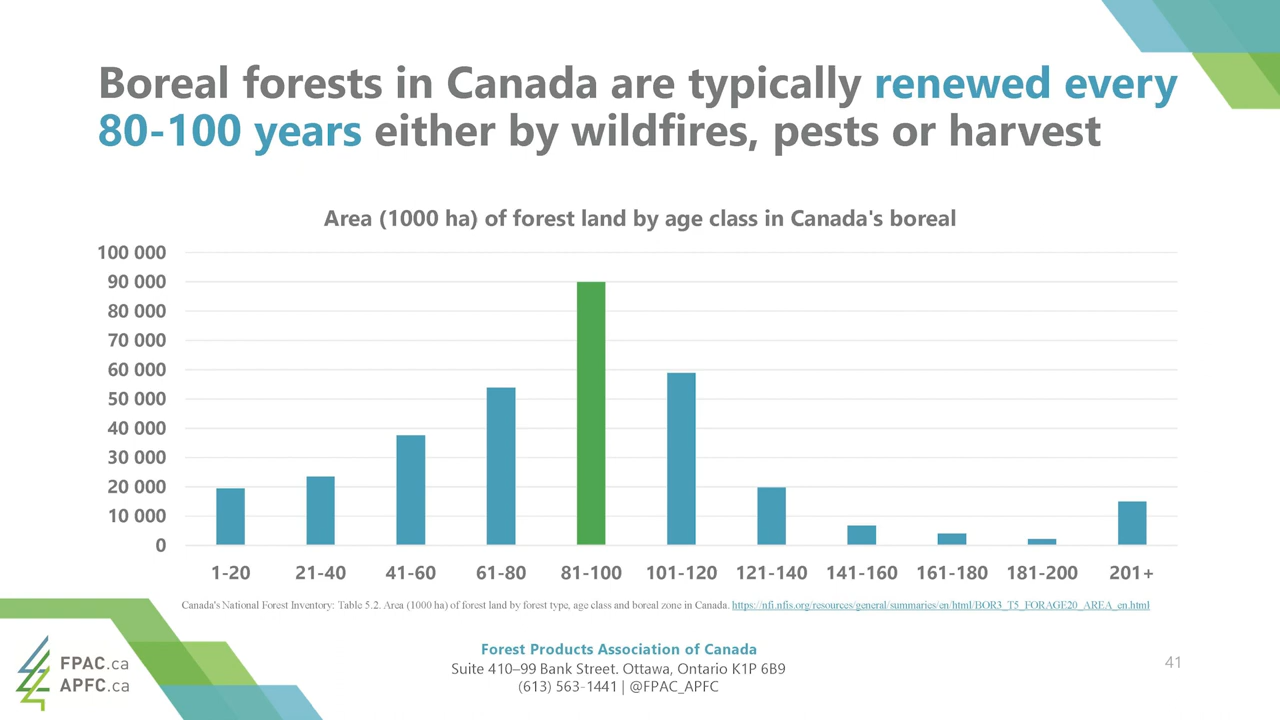 Boreal forests in Canada are typically renewed every
80-100 years either by wildfires, pests or harvest
Area (1000 ha) of forest land by age class in Canada's boreal
100 000
90 000
80 000
70 000
60 000
50 000
40 000
30 000
20 000
10 000
0
1-20 21-40 41-60 61-80 81-100 101-120 121-140 141-160 161-180 181-200 201+
Canada's National Forest Inventory: Table 5.2. Area (1000 ha) of forest land by forest type, age class and boreal zone in Canada. https://nfi.nfis.org/resources/general/summaries/en/html/BOR3_T5_FORAGE20_AREA_en.html
FPAC.ca
APFC.ca
Forest Products Association of Canada
Suite 410–99 Bank Street. Ottawa, Ontario K1P 6B9
(613) 563-1441 | @FPAC_APFC
41